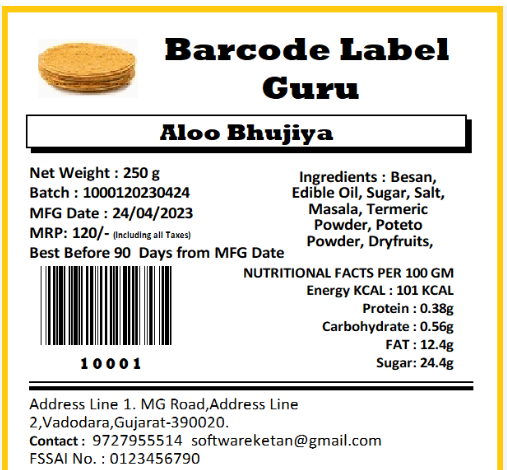 Barcode Label
Guru
Aloo Bhujiya
Net Weight : 250 g
Batch : 1000120230424
MFG Date : 24/04/2023
MRP: 120/- (Including all Taxes)
Best Before 90 Days from MFG Date
Ingredients : Besan,
Edible Oil, Sugar, Salt,
Masala, Termeric
Powder, Poteto
Powder, Dryfruits,
10001
NUTRITIONAL FACTS PER 100 GM
Energy KCAL : 101 KCAL
Protein : 0.38g
Carbohydrate : 0.56g
FAT : 12.4g
Sugar: 24.4g
Address Line 1. MG Road,Address Line
2,Vadodara,Gujarat-390020.
Contact : 9727955514 softwareketan@gmail.com
FSSAI No. : 0123456790